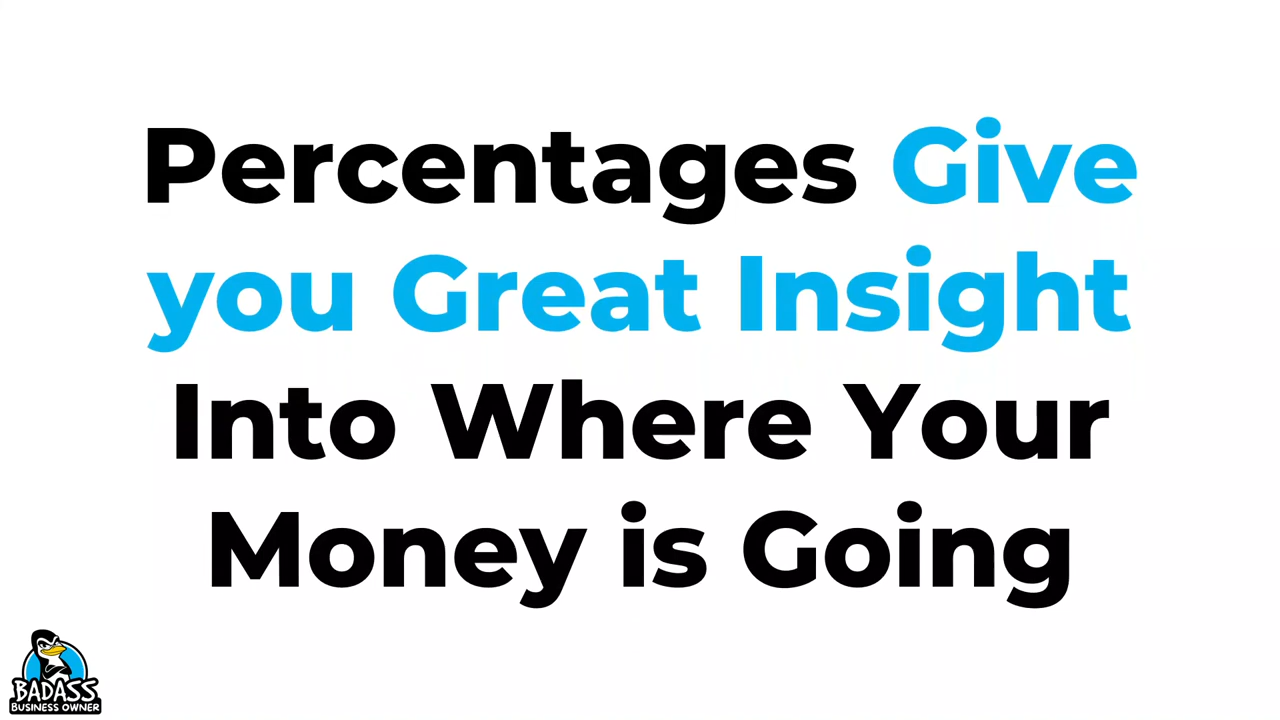 Percentages Give
you Great Insight
Into Where Your
Money is Going
BADASS
BUSINESS OWNER